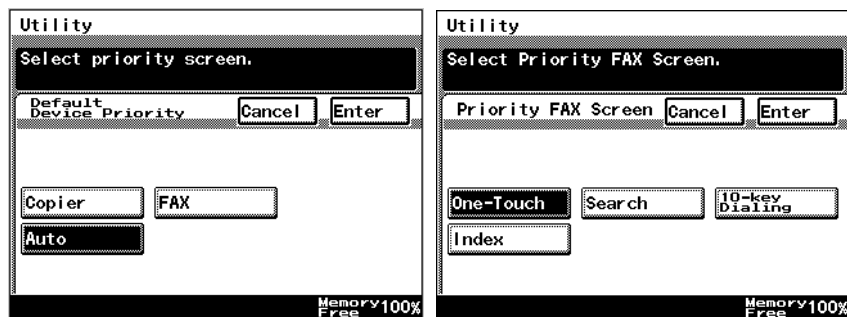 Utility
Select priority screen.
Default
Device Priority
Cancel
Enter
Copier
FAX
Auto
Memory
Free
100%
Utility
Select Priority FAX Screen.
Priority FAX Screen
Cancel
Enter
One-Touch
Search
10-key
Dialing
Index
Memory
Free
100%